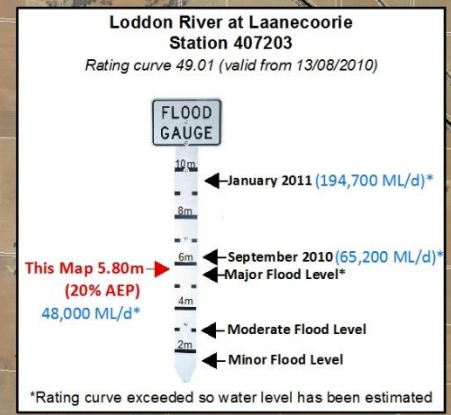 Loddon River at Laanecoorie
Station 407203
Rating curve 49.01 (valid from 13/08/2010)
FLOOD
GAUGE
10m
January 2011 (194,700 ML/d)*
8m
6m
September 2010 (65,200 ML/d)*
This Map 5.80m
(20% AEP)
48,000 ML/d*
Major Flood Level*
4m
Moderate Flood Level
2m
Minor Flood Level
*Rating curve exceeded so water level has been estimated